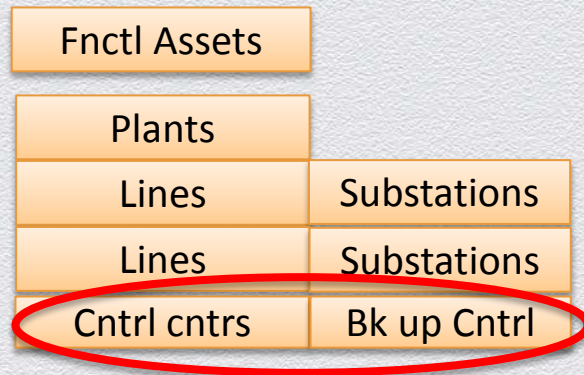 Fnctl Assets
Plants
Lines Substations
Lines Substations
Cntrl cntrs Bk up Cntrl